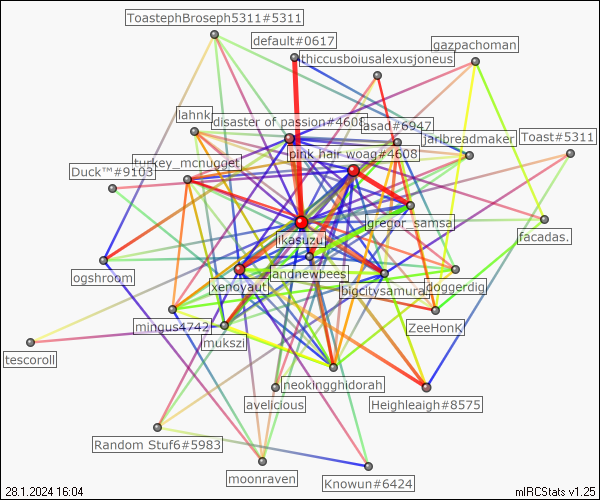 ToastephBroseph5311#5311
default#0617
gazpachoman
thiccusboiusalexusjoneus
lahnk
disaster of passion#4608
asad#6947
jarlbreadmaker
Toast#5311
pink hair woag#4608
turkey_mcnugget
Duck™#9103
gregor_samsa
facadas.
jikasuzu
andnewbees
ogshroom
xenoyaut
biocitysamurai
doggerdig
mingus4742
ZeeHonK
mukszi
tescoroll
neokingghidorah
avelicious
Heighleaigh#8575
Random Stuf6#5983
moonraven
Knowun#6424
28.1.2024 16:04
mIRCStats v1.25